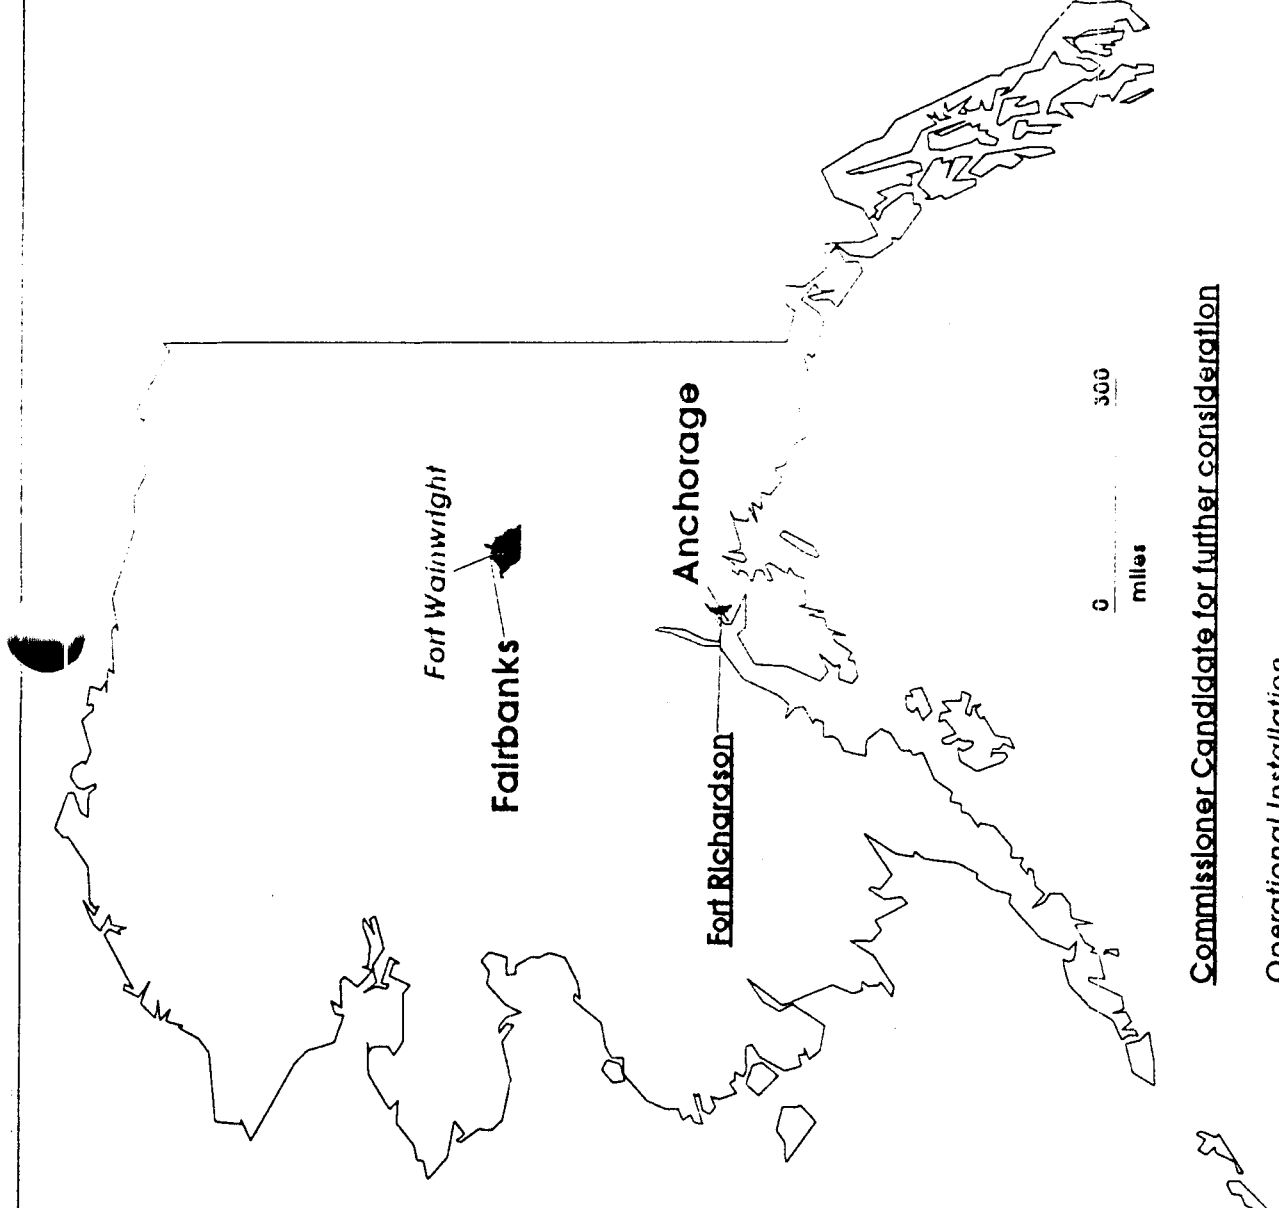 Fort Wainwright
Fairbanks
Anchorage
Fort Richardson
0 300
miles
Commissioner Candidate for further consideration
Operational Installation